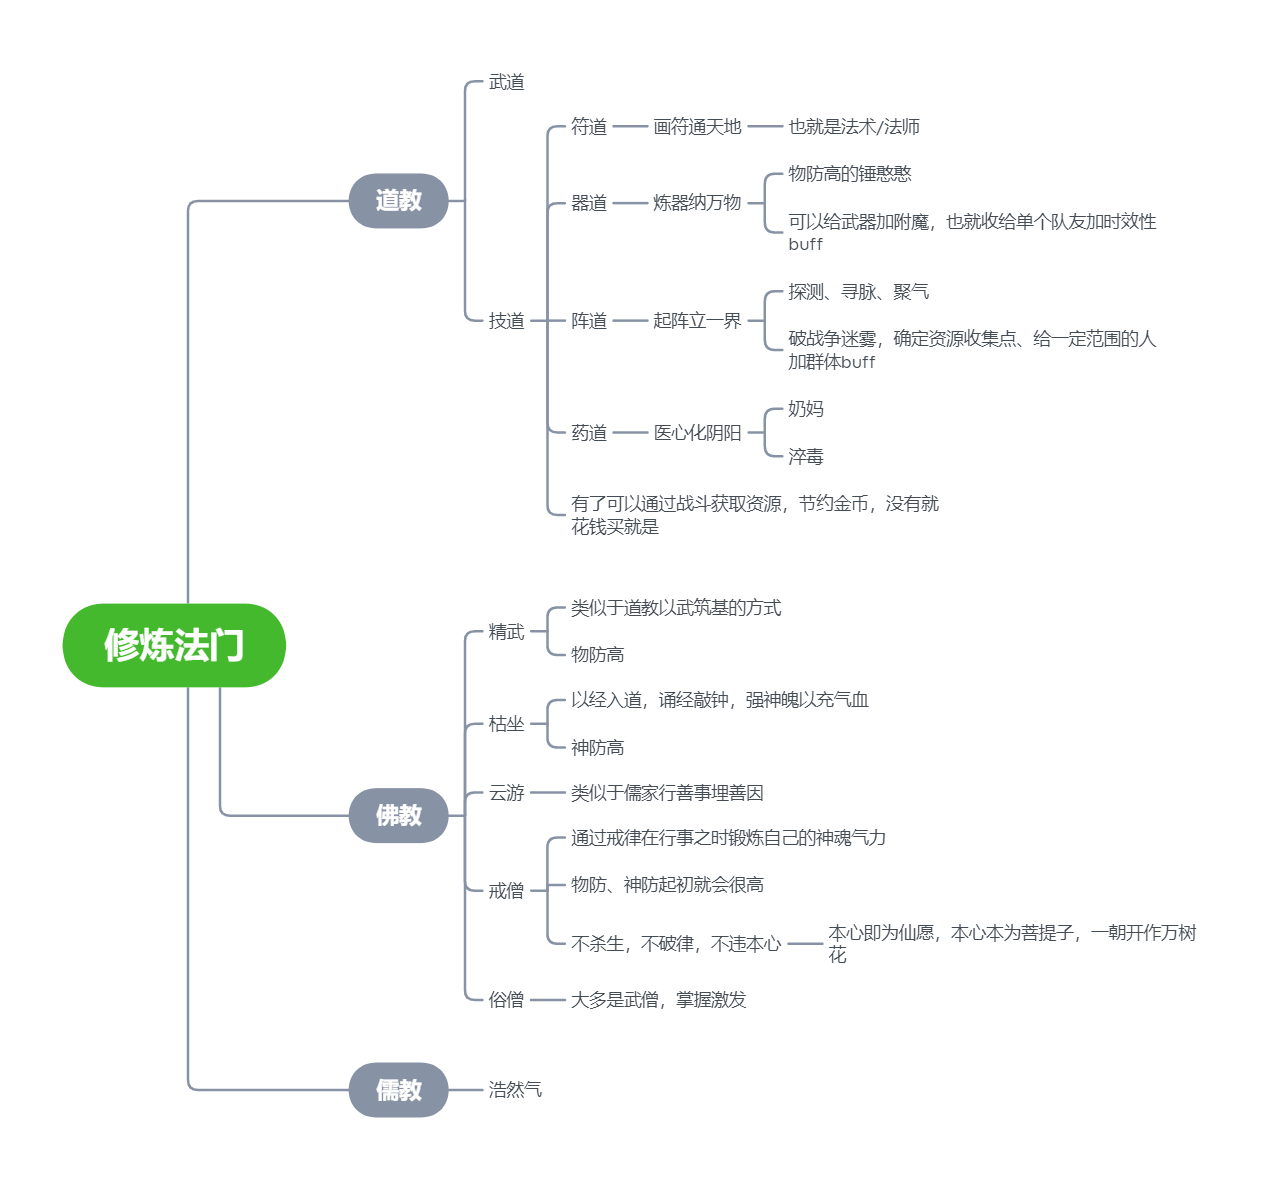 修炼法门
道教
武道
技道
符道
画符通天地
也就是法术/法师
器道
炼器纳万物
物防高的锤憨憨
可以给武器加附魔，也就收给单个队友加时效性
buff
阵道
起阵立一界
探测、寻脉、聚气
破战争迷雾，确定资源收集点、给一定范围的人
加群体buff
药道
医心化阴阳
奶妈
淬毒
有了可以通过战斗获取资源，节约金币，没有就
花钱买就是
佛教
精武
类似于道教以武筑基的方式
物防高
枯坐
以经入道，诵经敲钟，强神魄以充气血
神防高
云游
类似于儒家行善事埋善因
戒僧
通过戒律在行事之时锻炼自己的神魂气力
物防、神防起初就会很高
不杀生，不破律，不违本心
本心即为仙愿，本心本为菩提子，一朝开作万树
花
俗僧
大多是武僧，掌握激发
儒教
浩然气